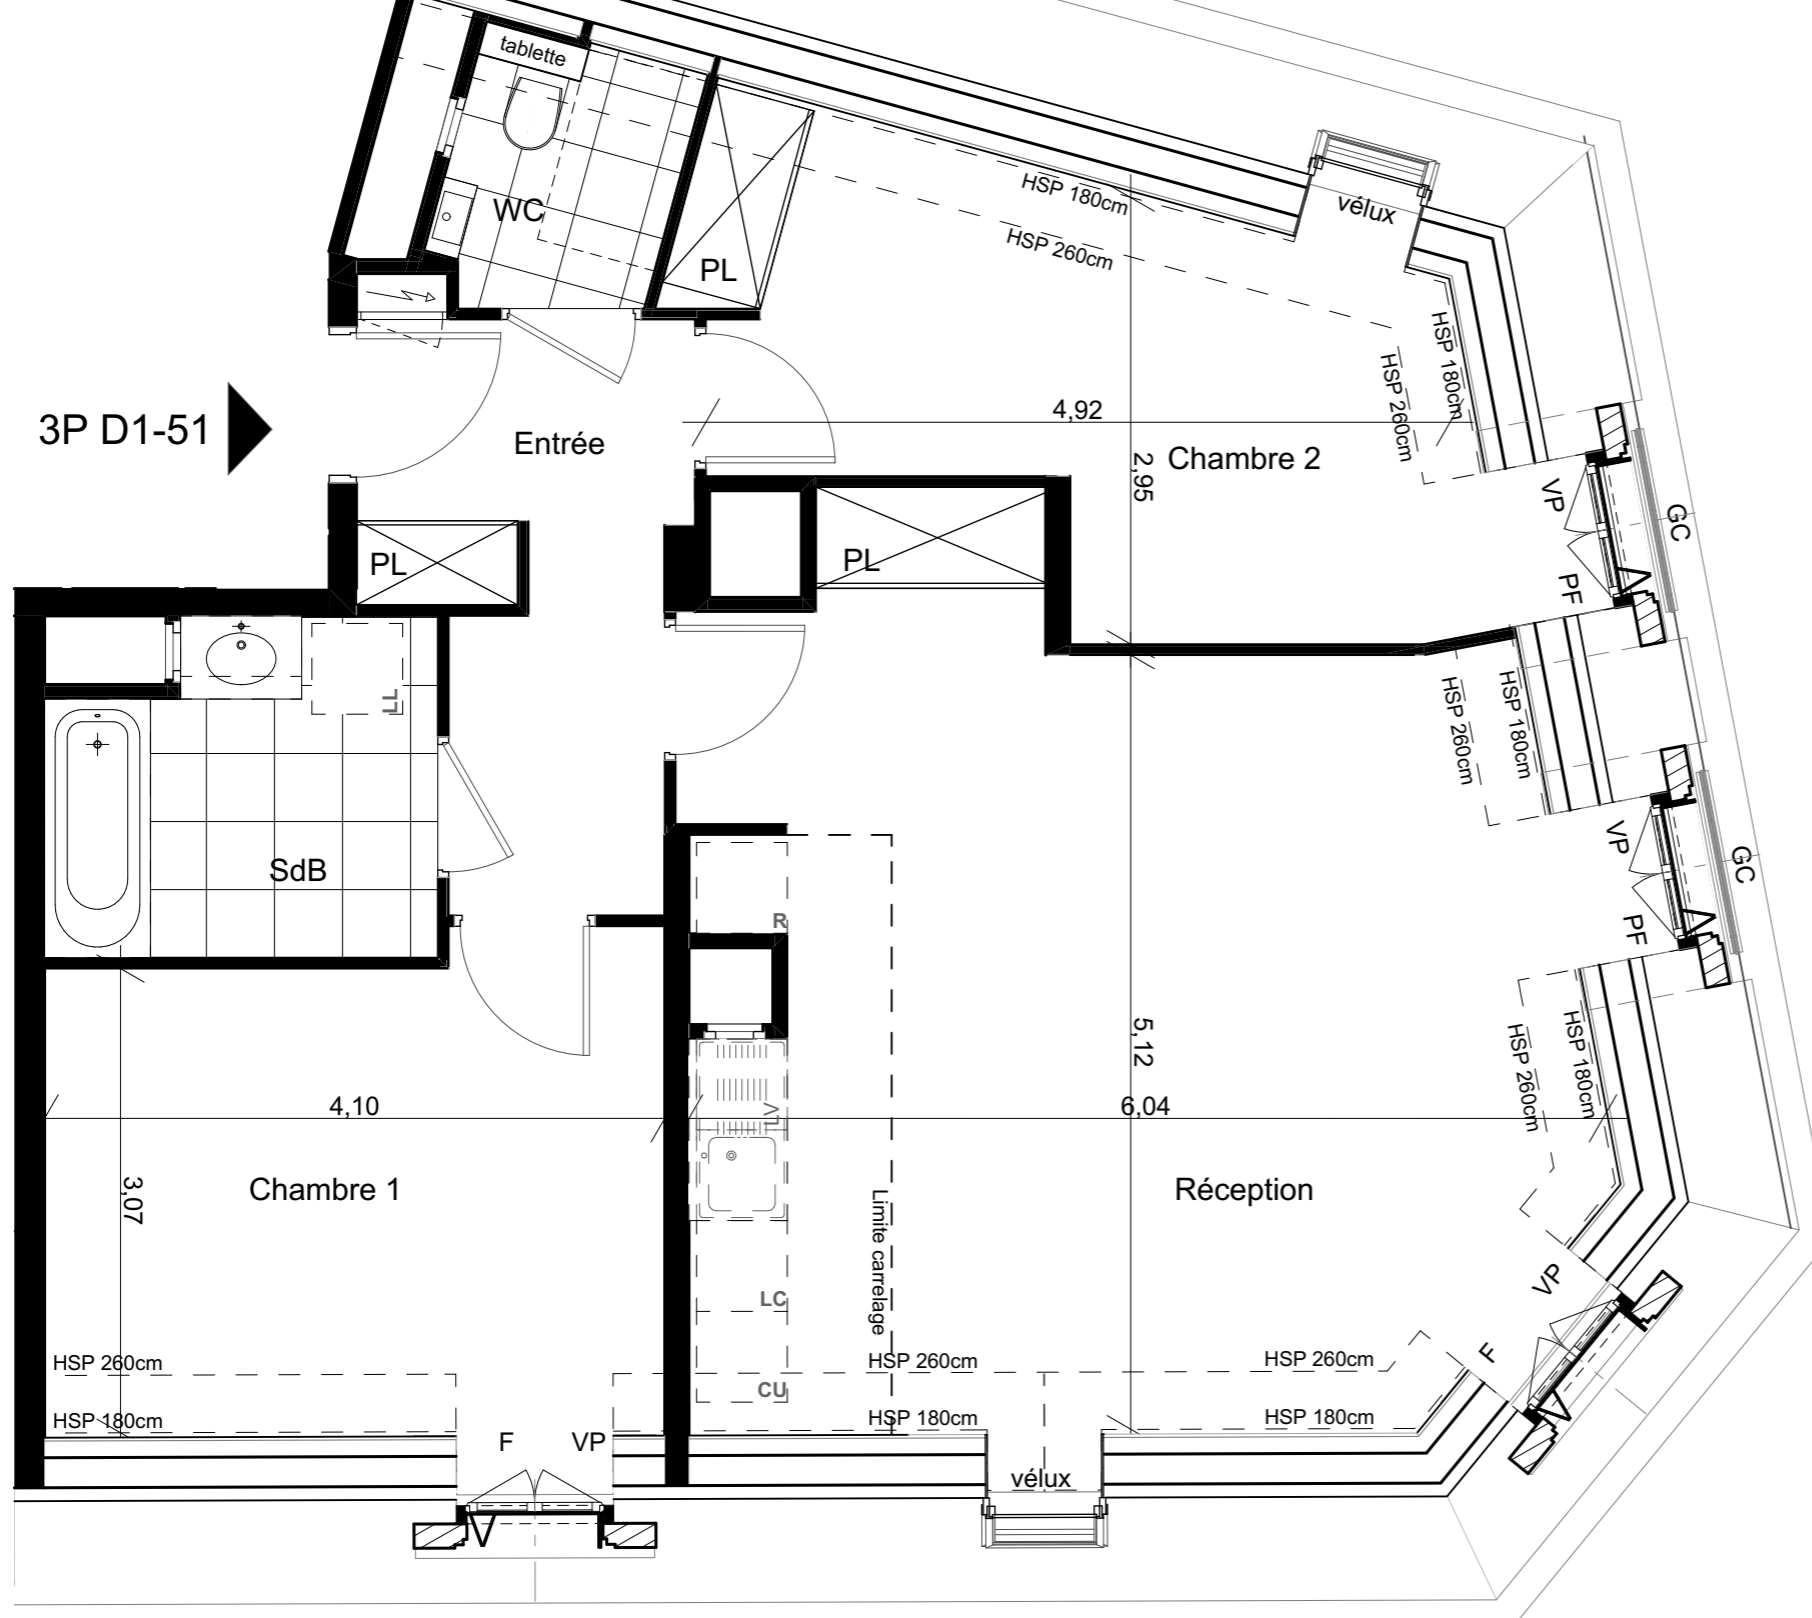 tablette
WC
PL
HSP 180cm
HSP 260cm
vélux
HSP 180cm
HSP 260cm
3P D1-51
Entrée
4,92
Chambre 2
2,95
VP
GC
PF
PL
PL
LL
HSP 260cm
HSP 180cm
VP
GC
PF
SdB
R
HSP 260cm
HSP 180cm
5,12
4,10
6,04
LV
3,07
Chambre 1
Réception
Limite carrelage
VP
LC
F
HSP 260cm
HSP 260cm
HSP 260cm
CU
HSP 180cm
HSP 180cm
HSP 180cm
F
VP
vélux